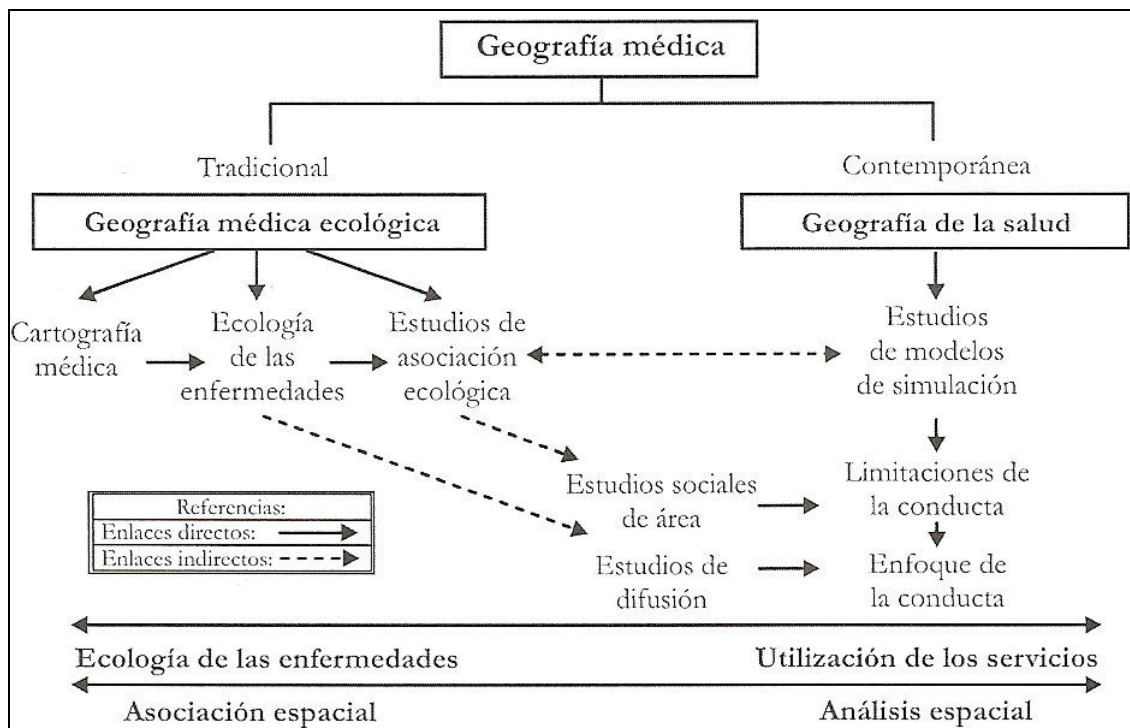 Geografía médica
Tradicional
Contemporánea
Geografía médica ecológica
Geografía de la salud
Cartografía
médica
Ecología
de las
enfermedades
Estudios de
asociación
ecológica
Estudios
de modelos
de simulación
Estudios sociales
de área
Limitaciones de
la conducta
Estudios de
difusión
Enfoque de
la conducta
Referencias:
Enlaces directos:
Enlaces indirectos:
Ecología de las enfermedades
Utilización de los servicios
Asociación espacial
Análisis espacial